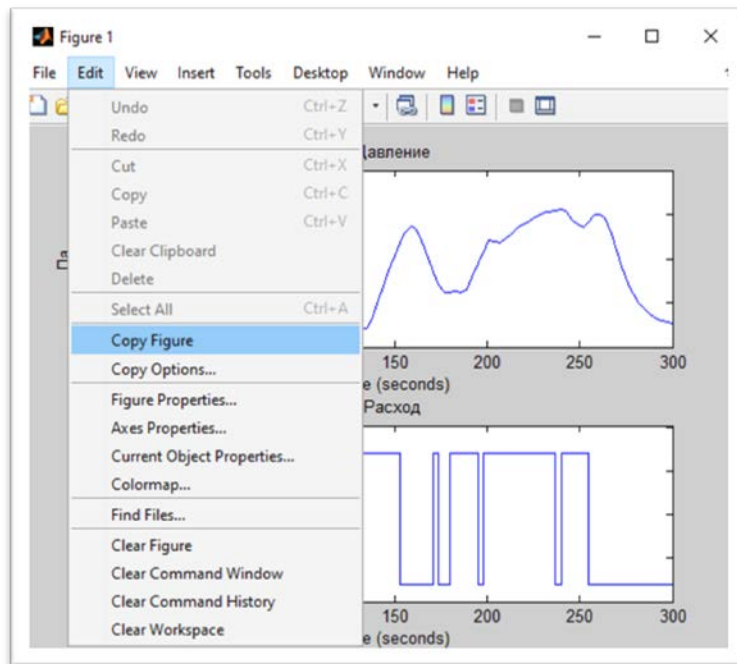 Figure 1
File Edit View Insert Tools Desktop Window Help
Undo Ctrl+Z
Redo Ctrl+Y
Cut Ctrl+X
Copy Ctrl+C
Paste Ctrl+V
Clear Clipboard
Delete
Select All Ctrl+A
Copy Figure
Copy Options...
Figure Properties...
Axes Properties...
Current Object Properties...
Colormap...
Find Files...
Clear Figure
Clear Command Window
Clear Command History
Clear Workspace
Давление
150 200 250 300
(seconds)
Расход
150 200 250 300
(seconds)